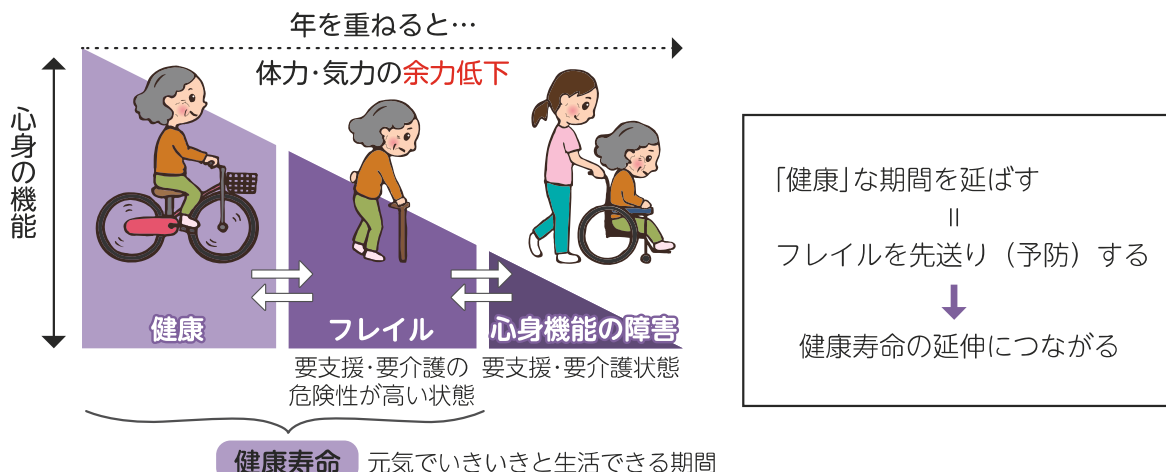 年を重ねると…
体力・気力の余力低下
心身の機能
健康
フレイル
心身機能の障害
要支援・要介護の
危険性が高い状態
要支援・要介護状態
健康寿命 元気でいきいきと生活できる期間
「健康」な期間を延ばす
＝
フレイルを先送り（予防）する
健康寿命の延伸につながる